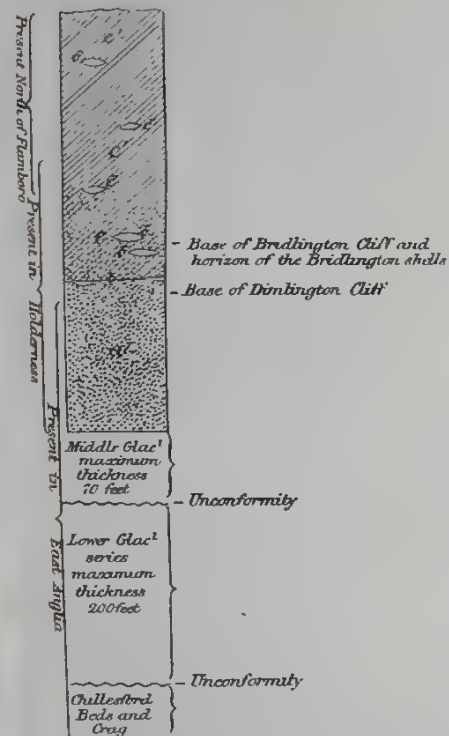 Present North of Flamboro
Present in Holderness
Present in East Anglia
Base of Bridlington Cliff and
horizon of the Bridlington shells
Base of Dimlington Cliff
Middle Glac^l
maximum
thickness
70 feet
Unconformity
Lower Glac^l
series
maximum
thickness
200 feet
Unconformity
Chillesford
Beds and
Crag